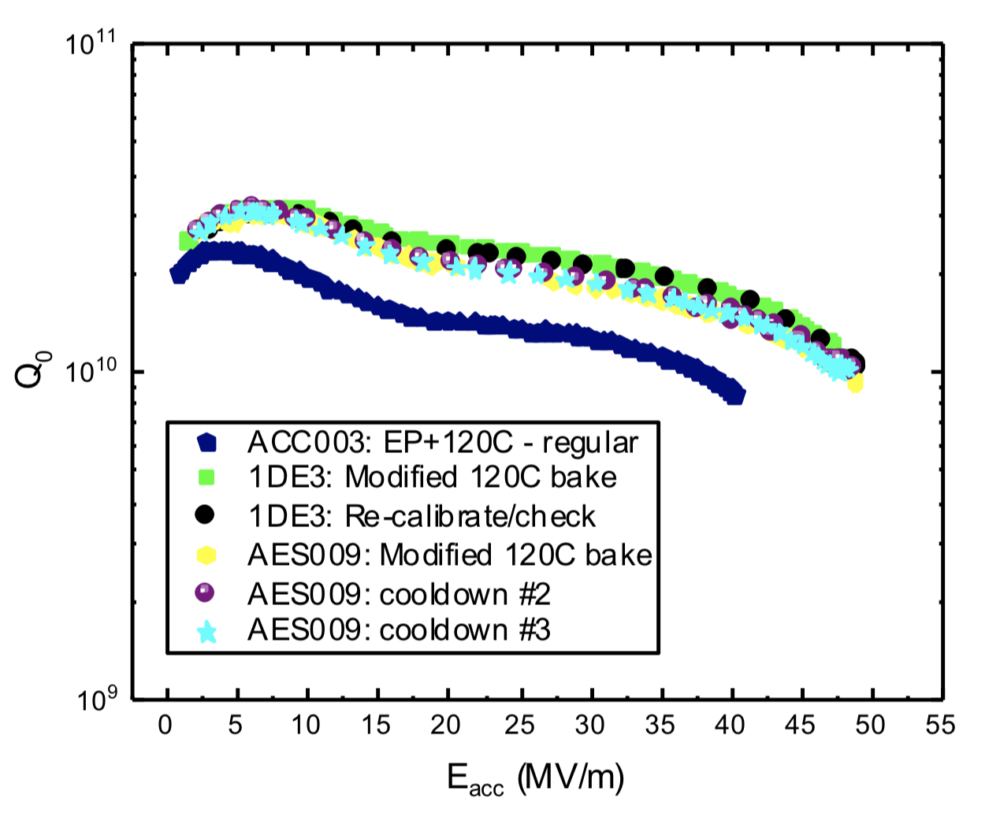 10¹¹
10¹⁰
10⁹
Q₀
ACC003: EP+120C - regular
1DE3: Modified 120C bake
1DE3: Re-calibrate/check
AES009: Modified 120C bake
AES009: cooldown #2
AES009: cooldown #3
0 5 10 15 20 25 30 35 40 45 50 55
Eacc (MV/m)